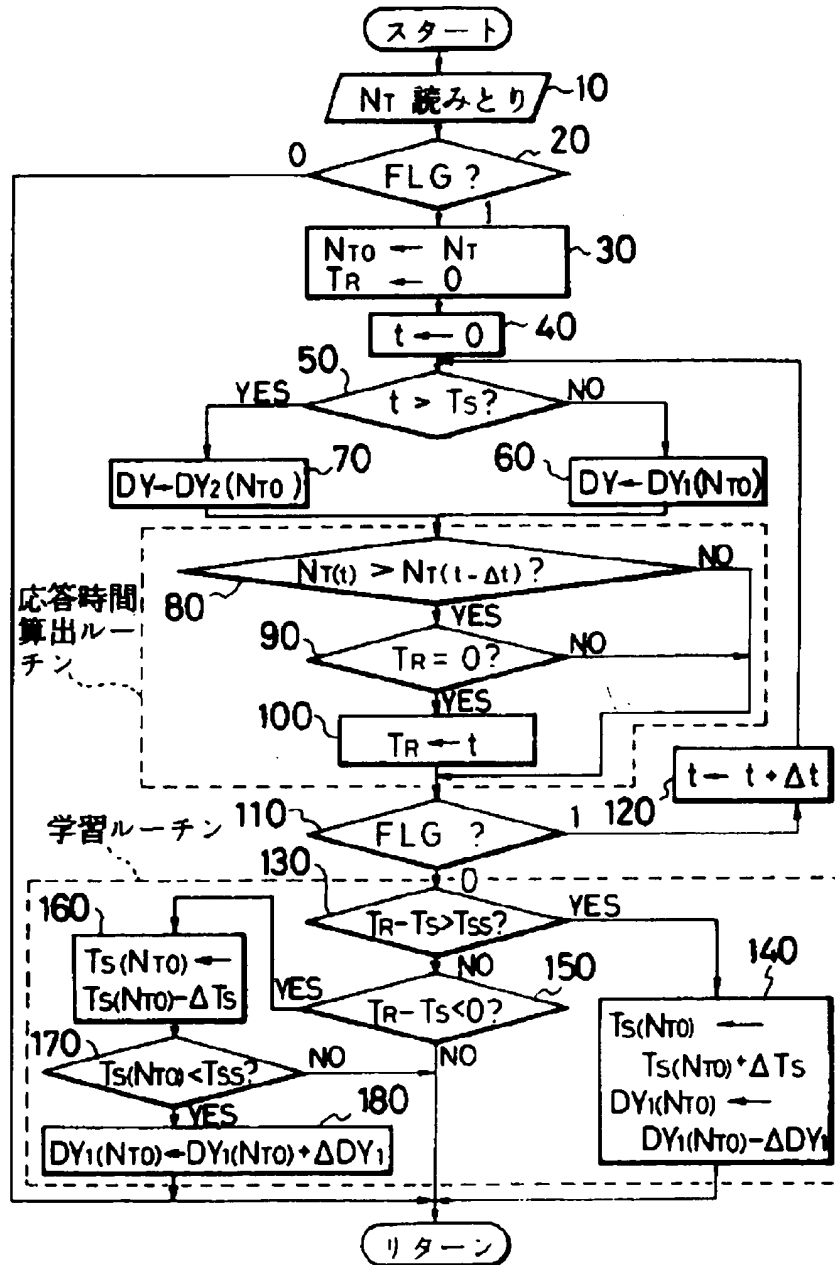 スタート
NT 読みとり
10
20
0
FLG ?
1
NTO ← NT
TR ← 0
30
t ← 0
40
50
YES
t > TS?
NO
70
DY←DY2(NTO)
60
DY←DY1(NTO)
NT(t) > NT(t-Δt)?
NO
80
YES
応答時間
算出ルー
チン
90
TR = 0?
NO
YES
100
TR ← t
t ← t + Δt
120
110
FLG ?
1
0
学習ルーチン
130
TR-TS>TSS?
YES
NO
160
TS(NTO) ←
TS(NTO)-ΔTS
YES
TR-TS<0?
150
NO
140
TS(NTO) ←
TS(NTO)+ΔTS
DY1(NTO) ←
DY1(NTO)-ΔDY1
170
TS(NTO)<TSS?
NO
YES
180
DY1(NTO)←DY1(NTO)+ΔDY1
リターン